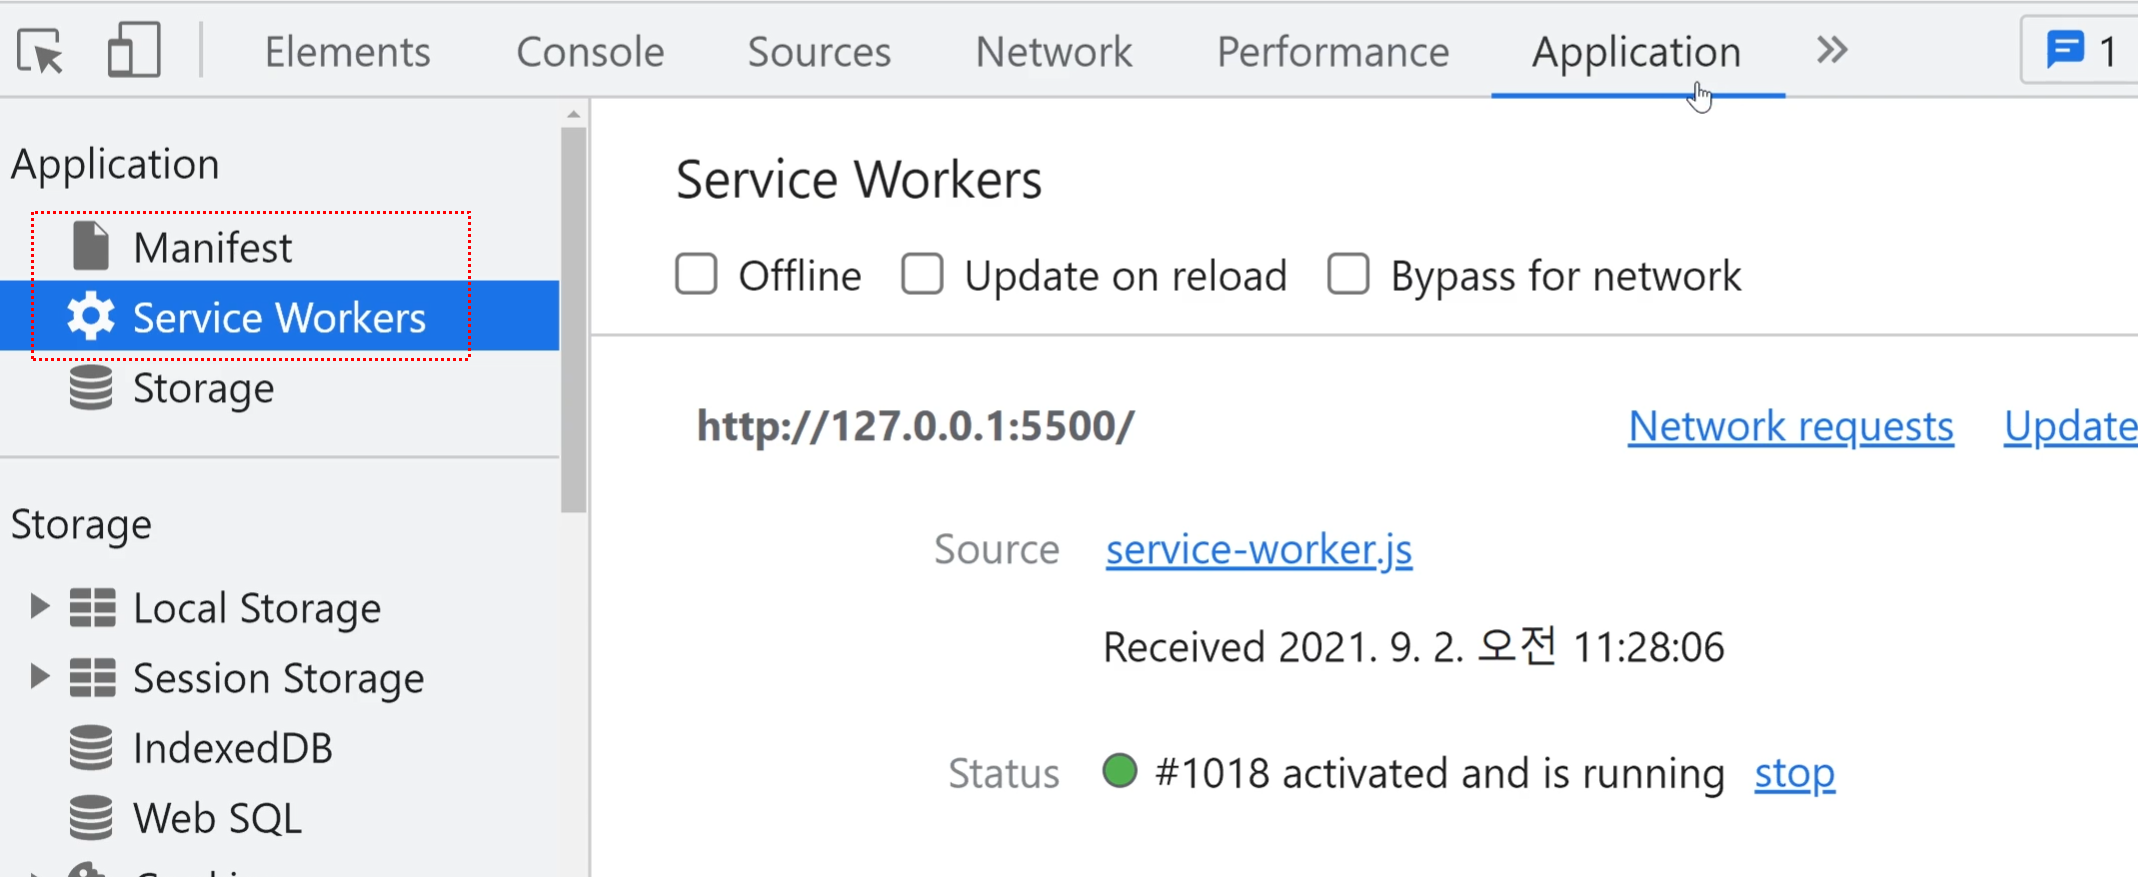 Elements Console Sources Network Performance Application » 1
Application
Manifest
Service Workers
Storage
Storage
Local Storage
Session Storage
IndexedDB
Web SQL
Service Workers
Offline Update on reload Bypass for network
http://127.0.0.1:5500/ Network requests Update
Source service-worker.js
Received 2021. 9. 2. 오전 11:28:06
Status #1018 activated and is running stop